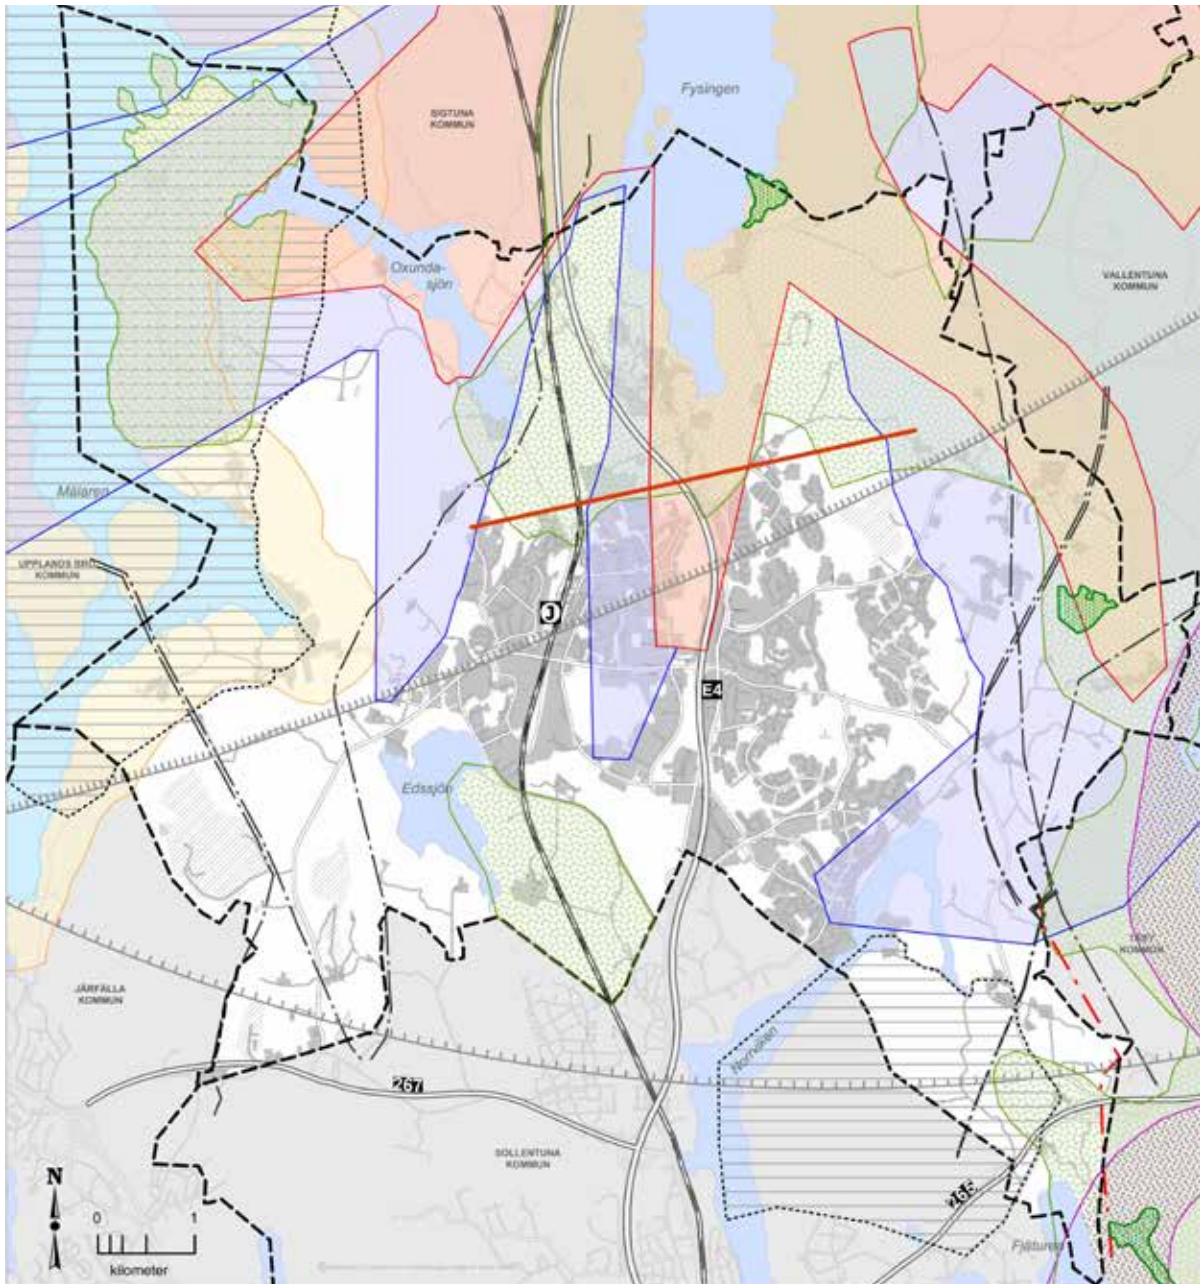 Fysingen
SIGTUNA
KOMMUN
Oxunda-
sjön
VALLENTUNA
KOMMUN
Mälaren
UPPLANDS BRO
KOMMUN
J
E4
Edssjön
TÄBY
KOMMUN
JÄRFÄLLA
KOMMUN
Norrviken
267
SOLLENTUNA
KOMMUN
265
N
0 1
kilometer
Fjäturen